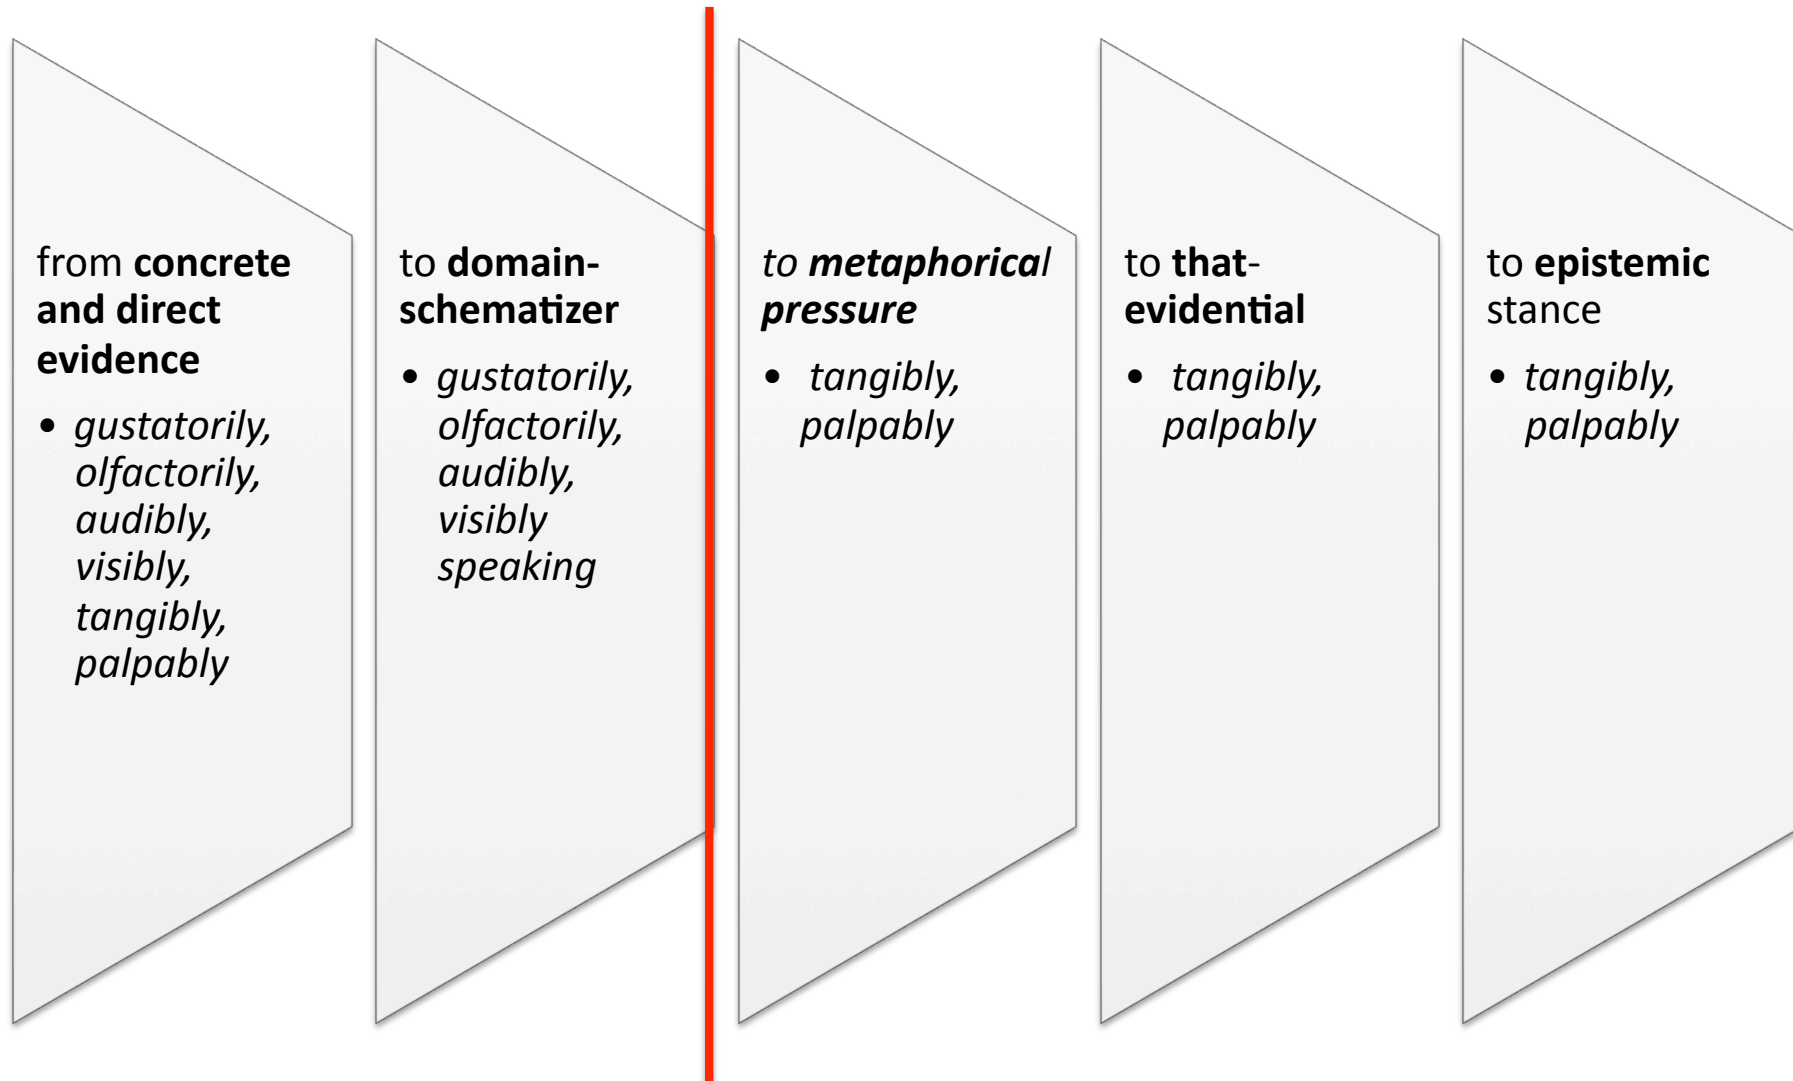 from concrete
and direct
evidence
• gustatorily,
olfactorily,
audibly,
visibly,
tangibly,
palpably
to domain-
schematizer
• gustatorily,
olfactorily,
audibly,
visibly
speaking
to metaphorical
pressure
• tangibly,
palpably
to that-
evidential
• tangibly,
palpably
to epistemic
stance
• tangibly,
palpably